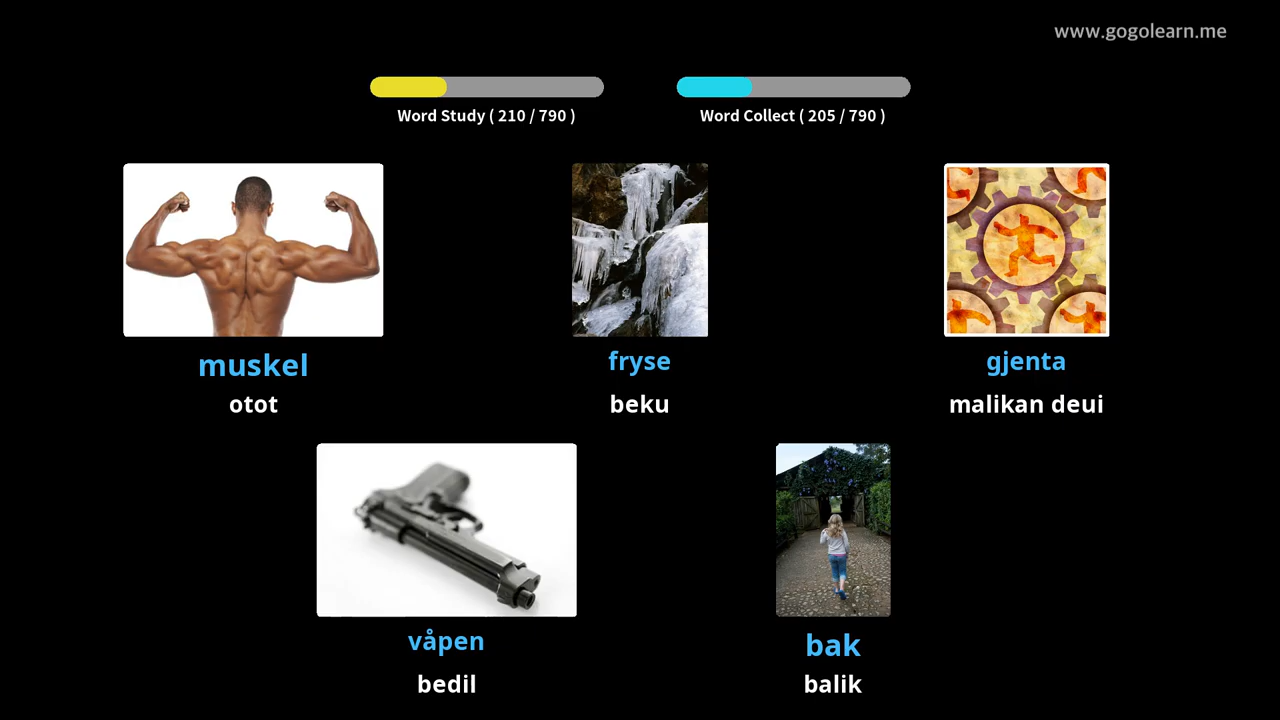 www.gogolearn.me
Word Study ( 210 / 790 )
Word Collect ( 205 / 790 )
muskel
fryse
gjenta
otot
beku
malikan deui
våpen
bak
bedil
balik